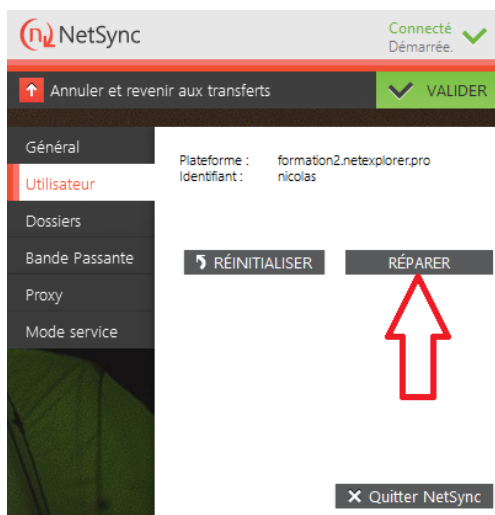 NetSync
Connecté
Démarrée.
Annuler et revenir aux transferts
VALIDER
Général
Utilisateur
Dossiers
Bande Passante
Proxy
Mode service
Plateforme : formation2.netexplorer.pro
Identifiant : nicolas
RÉINITIALISER
RÉPARER
Quitter NetSync